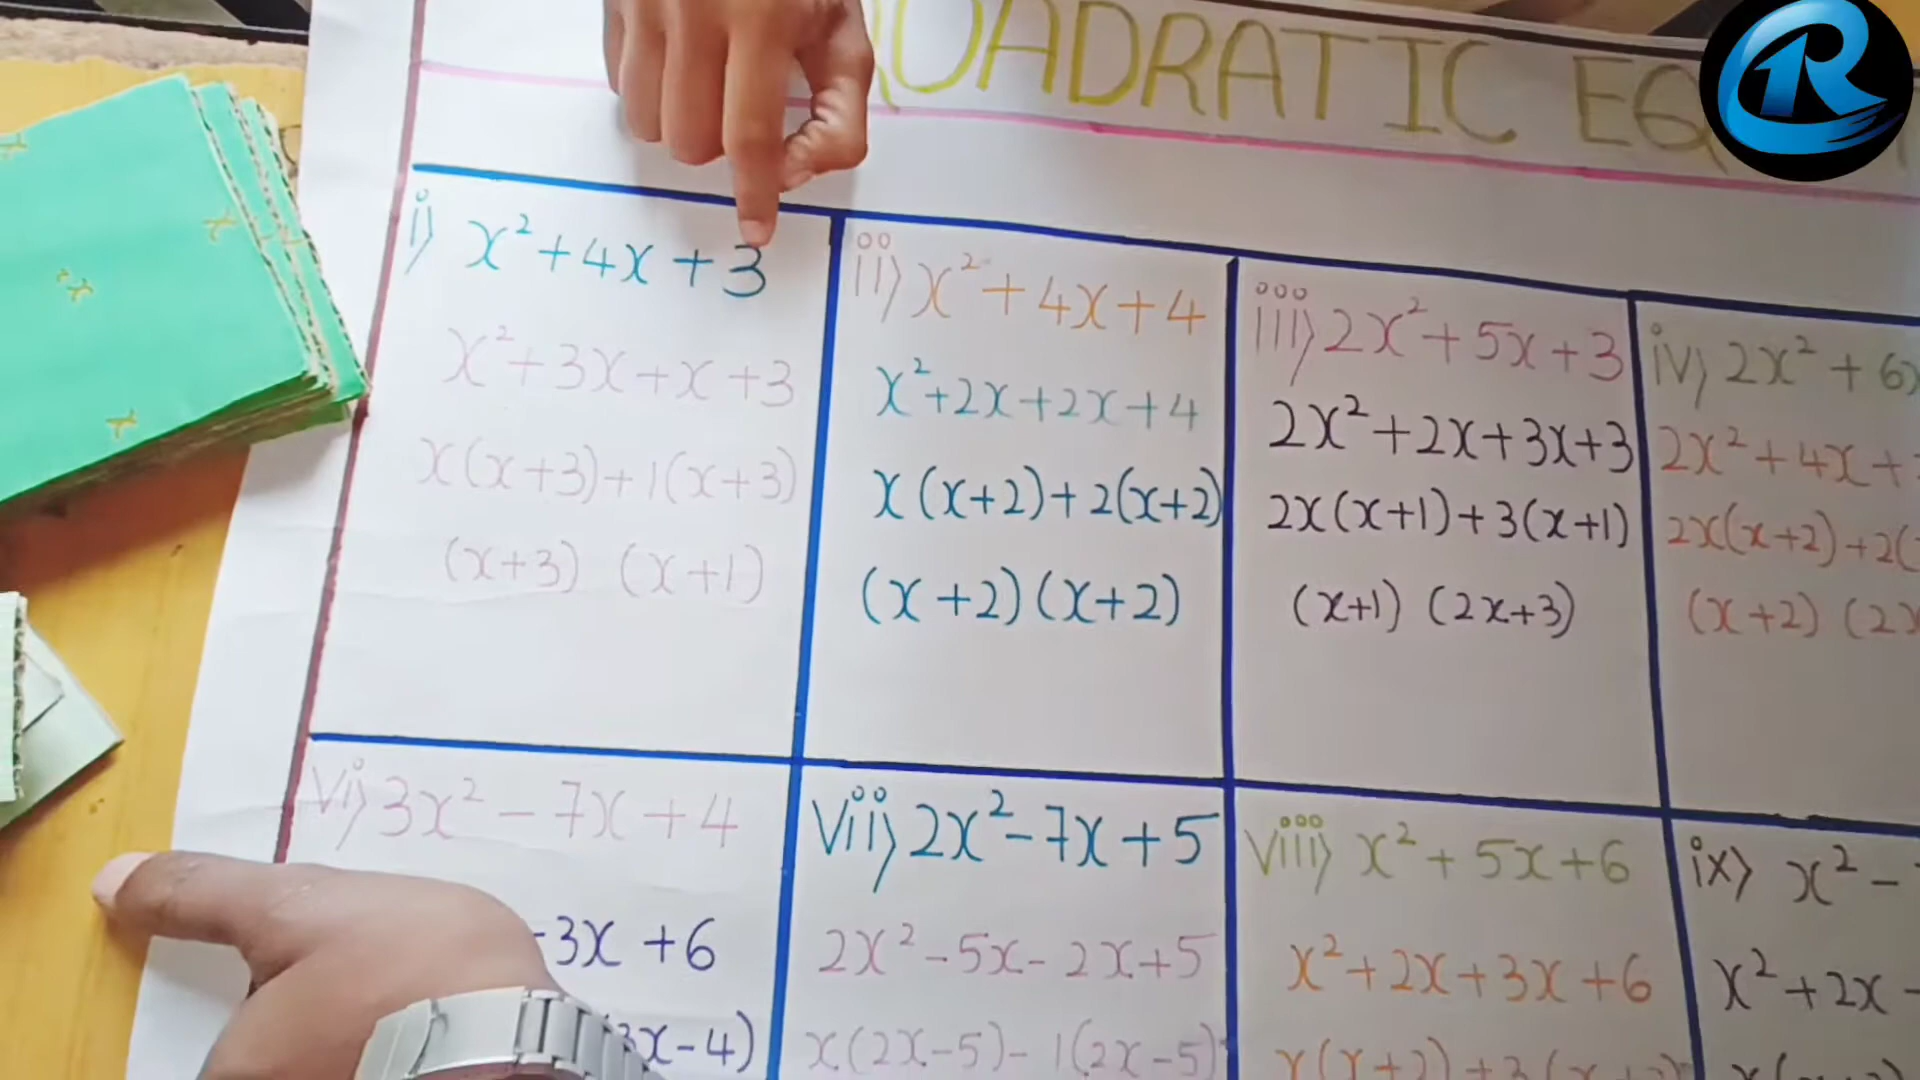 QUADRATIC EQ
i) x² + 4x + 3
x² + 3x + x + 3
x(x+3)+1(x+3)
(x+3) (x+1)
ii) x² + 4x + 4
x² + 2x + 2x + 4
x(x+2)+2(x+2)
(x+2)(x+2)
iii) 2x² + 5x + 3
2x² + 2x + 3x + 3
2x(x+1)+3(x+1)
(x+1) (2x+3)
iv) 2x² + 6x
2x² + 4x +
2x(x+2)+2(
(x+2) (2x
vi) 3x² - 7x + 4
-3x + 6
(3x-4)
vii) 2x² - 7x + 5
2x² - 5x - 2x + 5
x(2x-5)-1(2x-5)
viii) x² + 5x + 6
x² + 2x + 3x + 6
x(x+2)+3(x+2)
ix) x² -
x² + 2x -